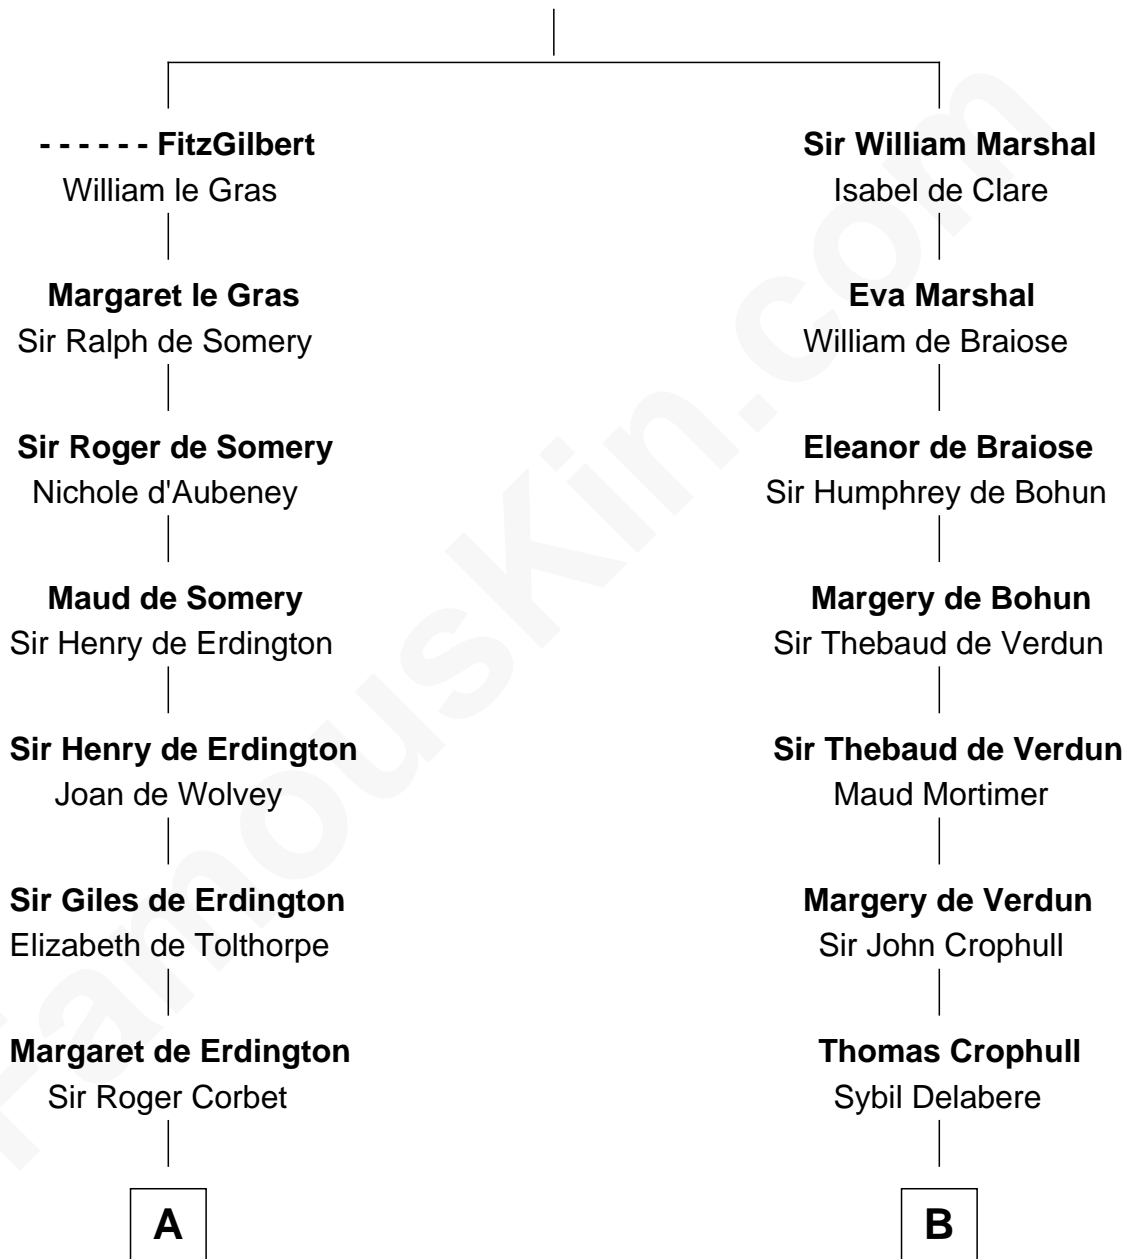 - - - - - - FitzGilbert
William le Gras
Margaret le Gras
Sir Ralph de Somery
Sir Roger de Somery
Nichole d'Aubeney
Maud de Somery
Sir Henry de Erdington
Sir Henry de Erdington
Joan de Wolvey
Sir Giles de Erdington
Elizabeth de Tolthorpe
Margaret de Erdington
Sir Roger Corbet
A
Sir William Marshal
Isabel de Clare
Eva Marshal
William de Braiose
Eleanor de Braiose
Sir Humphrey de Bohun
Margery de Bohun
Sir Thebaud de Verdun
Sir Thebaud de Verdun
Maud Mortimer
Margery de Verdun
Sir John Crophull
Thomas Crophull
Sybil Delabere
B
FamousKin.com